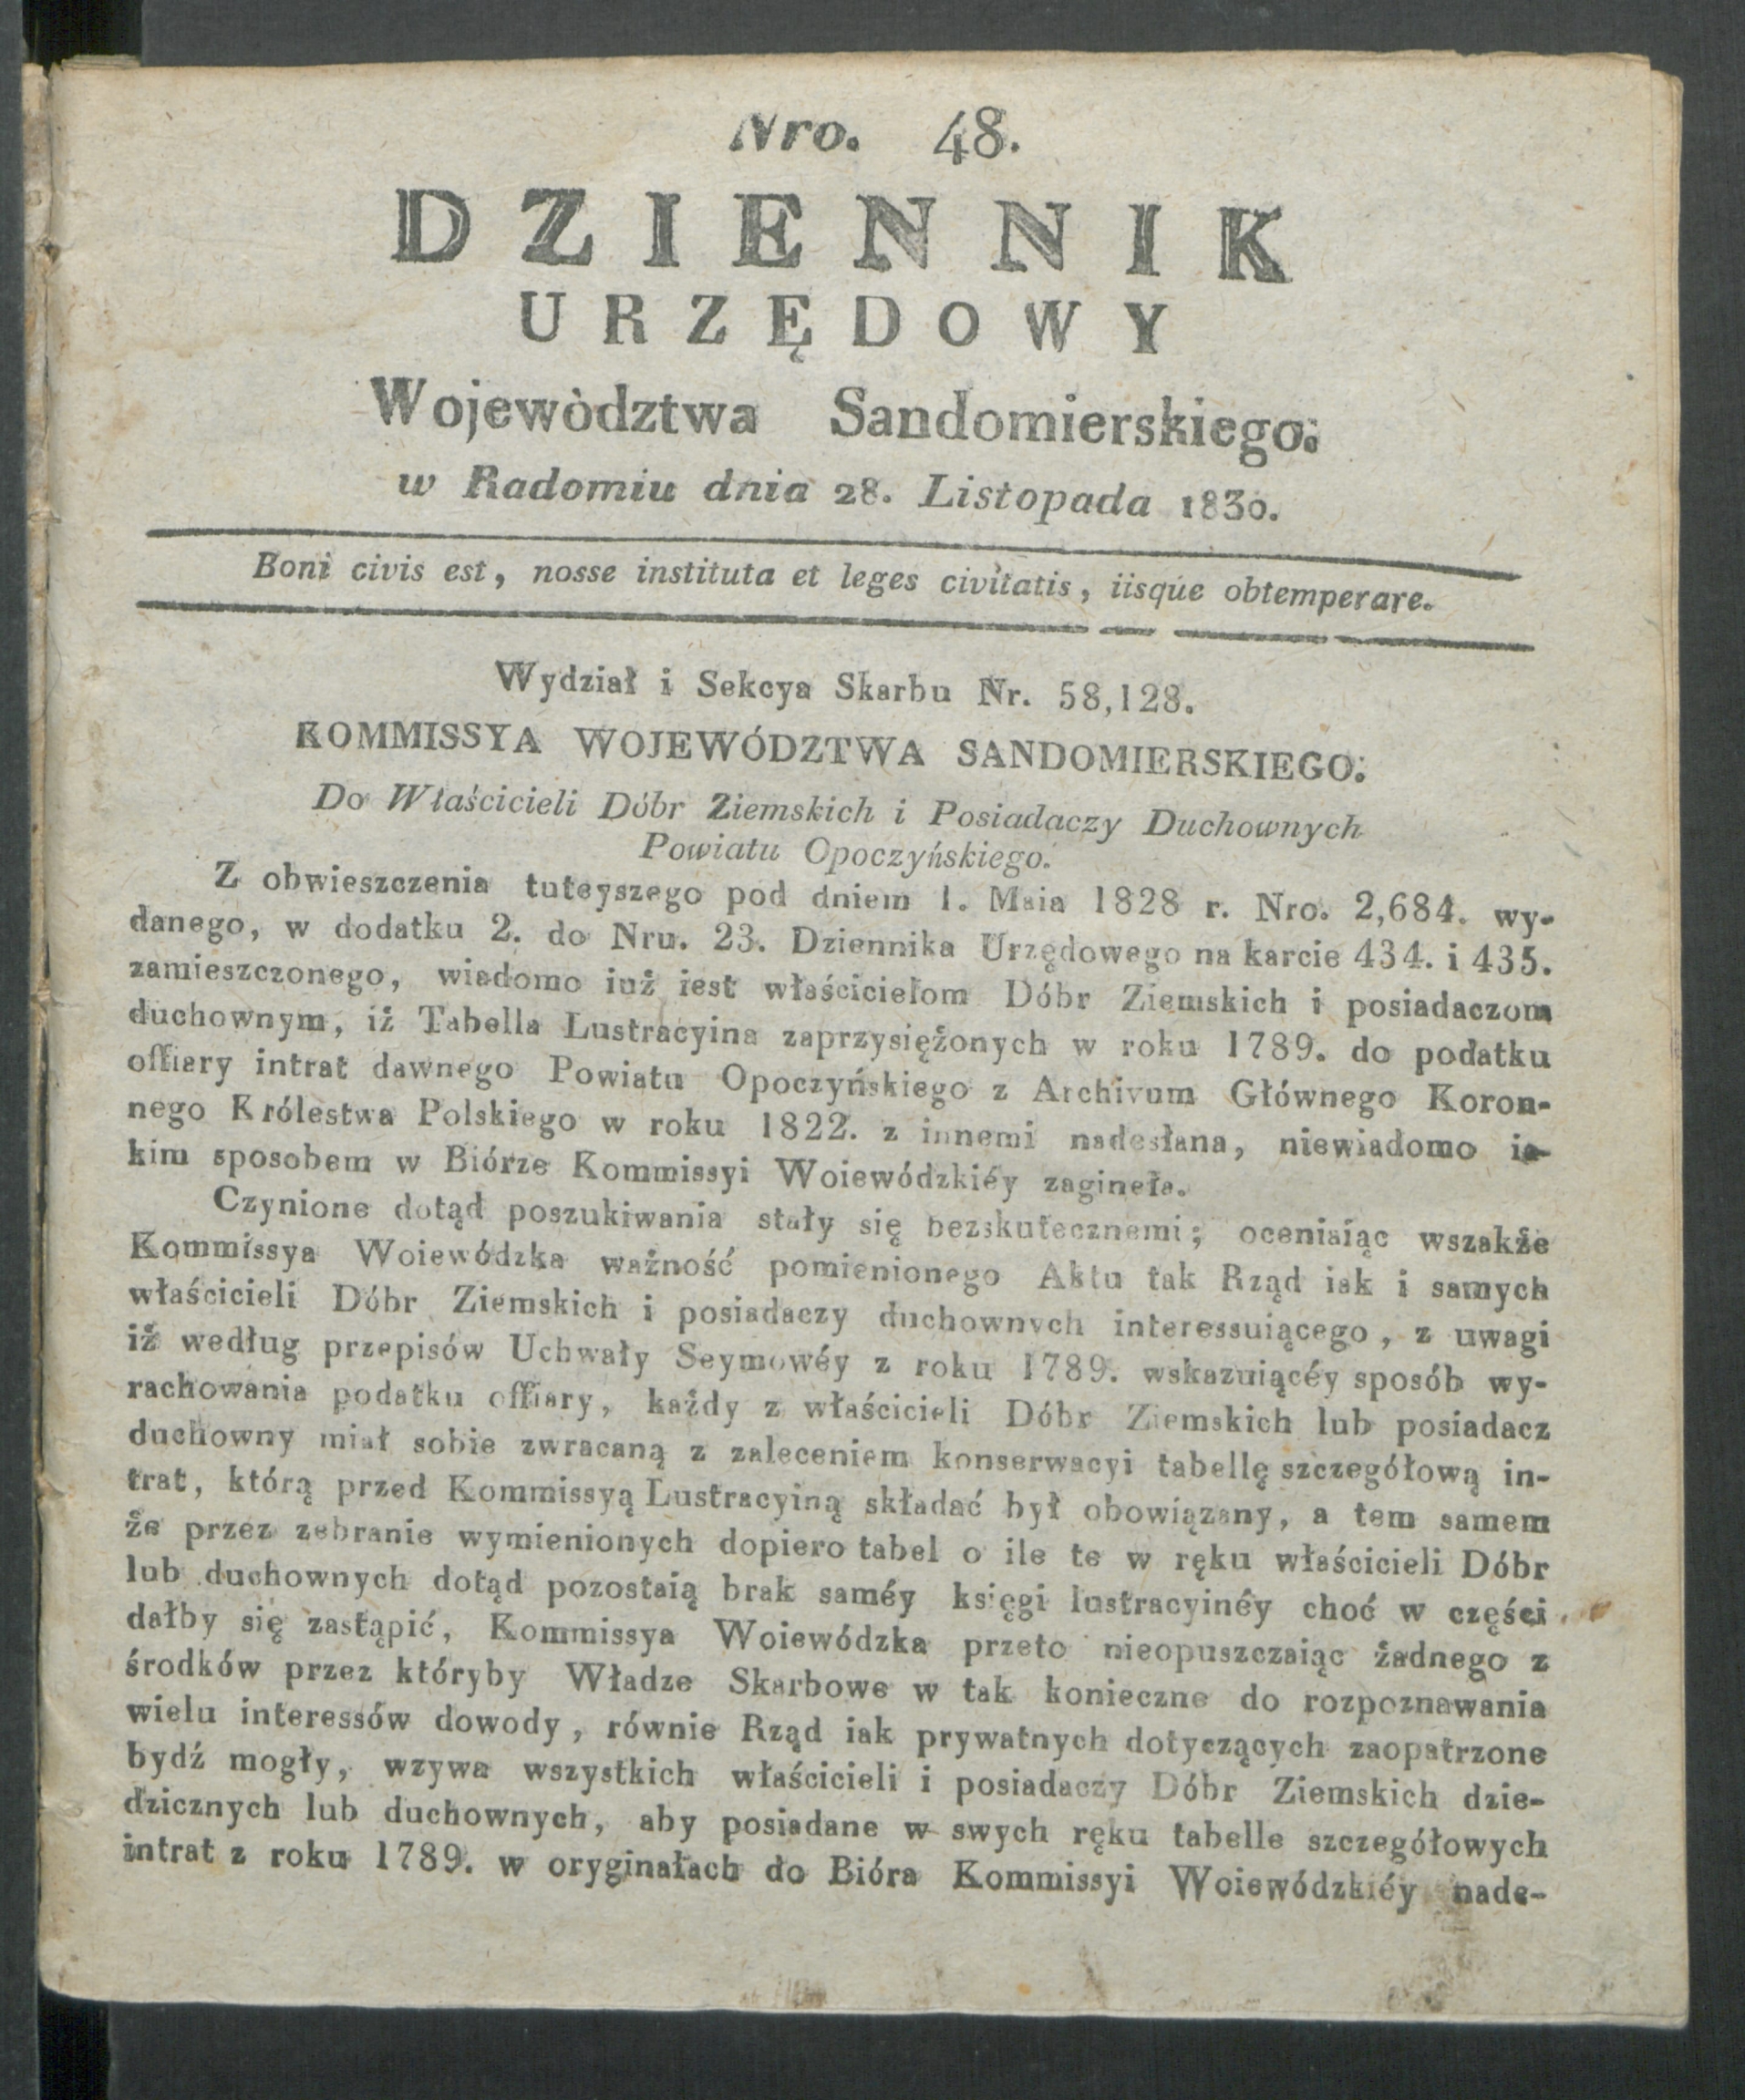 Nro. 48.
DZIENNIK
URZĘDOWY
Wojewòdztwa Sandomierskiego.
w Radomiu dnia 28. Listopada 1830.
Boni civis est, nosse instituta et leges civitatis, iisque obtemperare.
Wydział i Sekcya Skarbu Nr. 58,128.
KOMMISSYA WOJEWÓDZTWA SANDOMIERSKIEGO.
Do Właścicieli Dóbr Ziemskich i Posiadaczy Duchownych
Powiatu Opoczyńskiego.
Z obwieszczenia tuteyszego pod dniem 1. Maia 1828 r. Nro. 2,684. wy-
danego, w dodatku 2. do Nru. 23. Dziennika Urzędowego na karcie 434. i 435.
zamieszczonego, wiadomo iuż iest właścicielom Dóbr Ziemskich i posiadaczom
duchownym, iż Tabella Lustracyina zaprzysiężonych w roku 1789. do podatku
offiary intrat dawnego Powiatu Opoczyńskiego z Archivum Głównego Koron-
nego Królestwa Polskiego w roku 1822. z innemi nadesłana, niewiadomo ia-
kim sposobem w Biórze Kommissyi Woiewódzkiéy zagineła.
Czynione dotąd poszukiwania stały się bezskutecznemi; oceniaiąc wszakże
Kommissya Woiewódzka ważność pomienionego Aktu tak Rząd iak i samych
właścicieli Dóbr Ziemskich i posiadaczy duchownych interessuiącego, z uwagi
iż według przepisów Uchwały Seymowéy z roku 1789. wskazuiącéy sposób wy-
rachowania podatku offiary, każdy z właścicieli Dóbr Ziemskich lub posiadacz
duchowny miał sobie zwracaną z zaleceniem konserwacyi tabellę szczegółową in-
trat, którą przed Kommissyą Lustracyiną składać był obowiązany, a tem samem
że przez zebranie wymienionych dopiero tabel o ile te w ręku właścicieli Dóbr
lub duchownych dotąd pozostaią brak saméy księgi lustracyinéy choć w części
dałby się zastąpić, Kommissya Woiewódzka przeto nieopuszczaiąc żadnego z
środków przez któryby Władze Skarbowe w tak konieczne do rozpoznawania
wielu interessów dowody, równie Rząd iak prywatnych dotyczących zaopatrzone
bydź mogły, wzywa wszystkich właścicieli i posiadaczy Dóbr Ziemskich dzie-
dzicznych lub duchownych, aby posiadane w swych ręku tabelle szczegółowych
intrat z roku 1789. w oryginałach do Bióra Kommissyi Woiewódzkiéy nade-